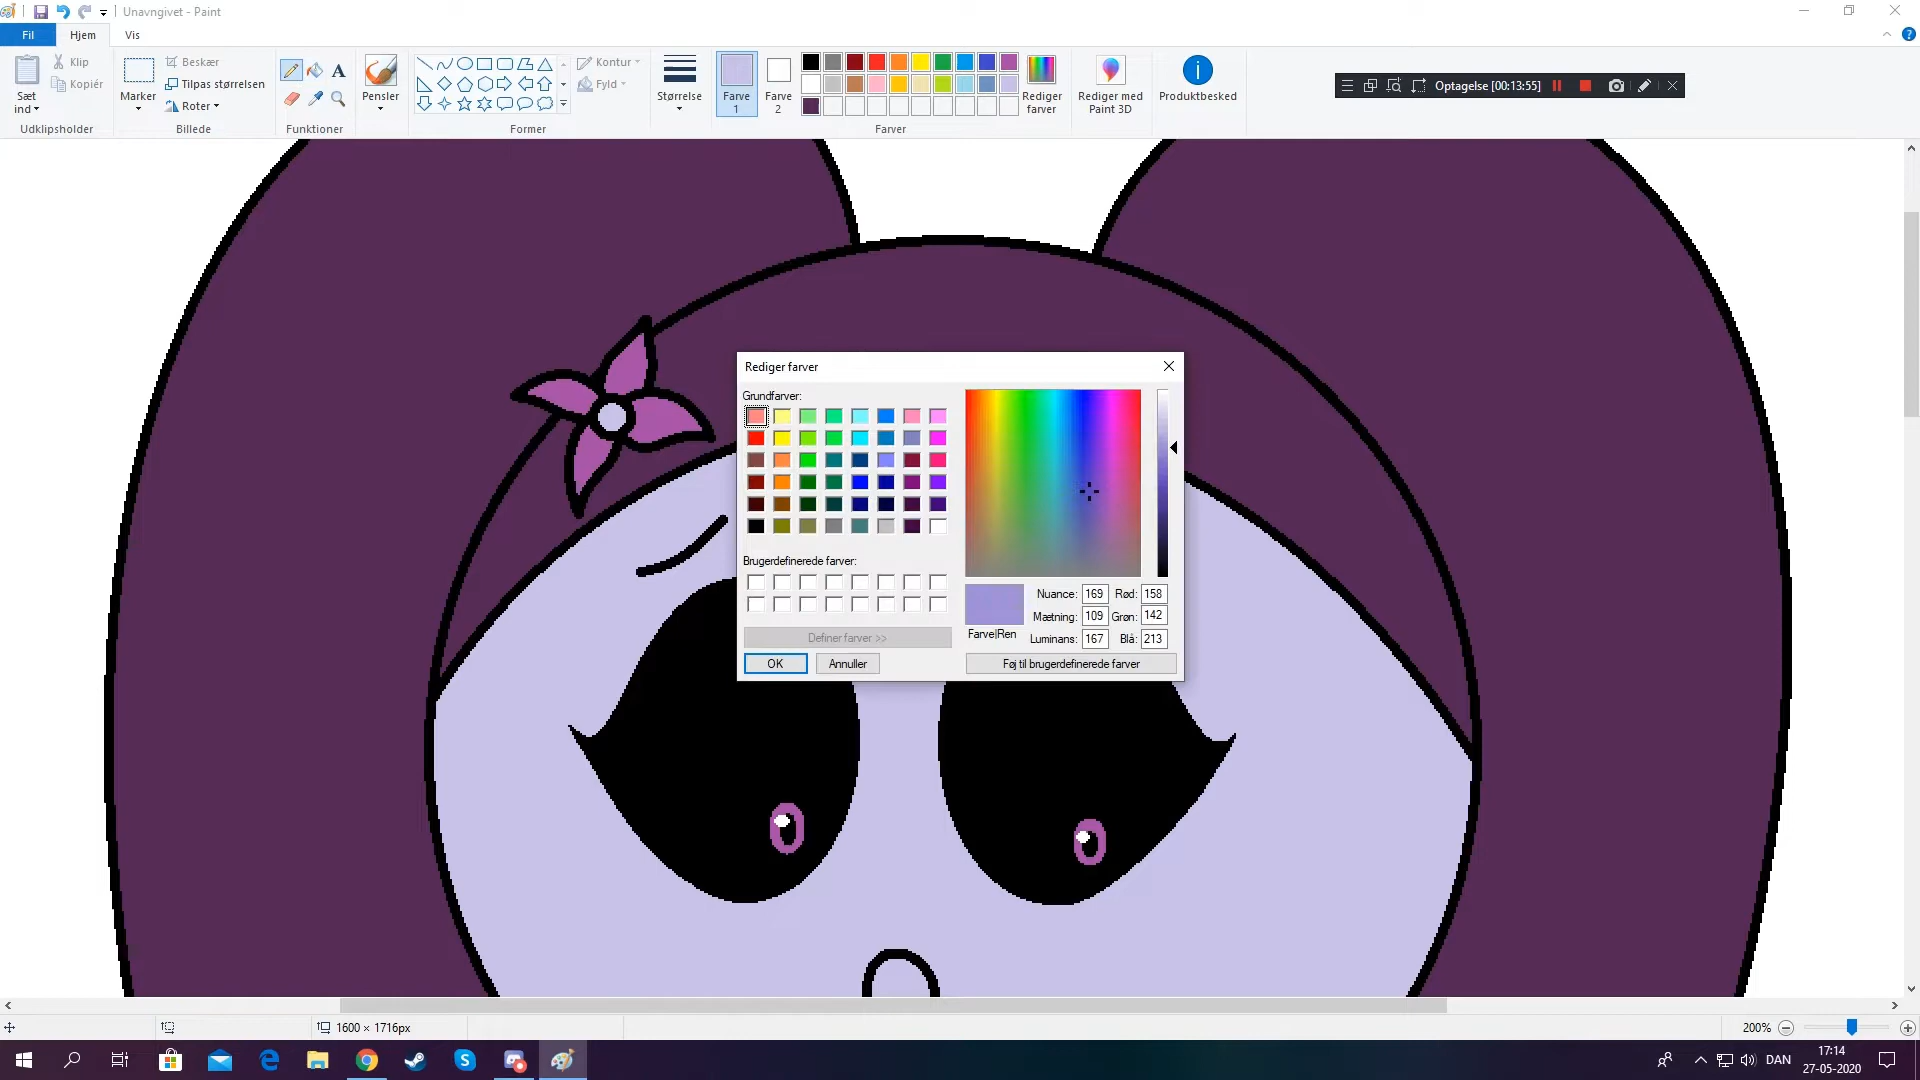 Unavngivet - Paint
Fil
Hjem
Vis
Sæt ind
Klip
Kopiér
Udklipsholder
Marker
Beskær
Tilpas størrelsen
Roter
Billede
A
Funktioner
Pensler
Former
Kontur
Fyld
Størrelse
Farve 1
Farve 2
Farver
Rediger farver
Rediger med Paint 3D
Produktbesked
Optagelse [00:13:55]
Rediger farver
Grundfarver:
Brugerdefinerede farver:
Definer farver >>
OK
Annuller
Farve|Ren
Nuance: 169
Rød: 158
Mætning: 109
Grøn: 142
Luminans: 167
Blå: 213
Føj til brugerdefinerede farver
1600 × 1716px
200%
DAN
17:14
27-05-2020